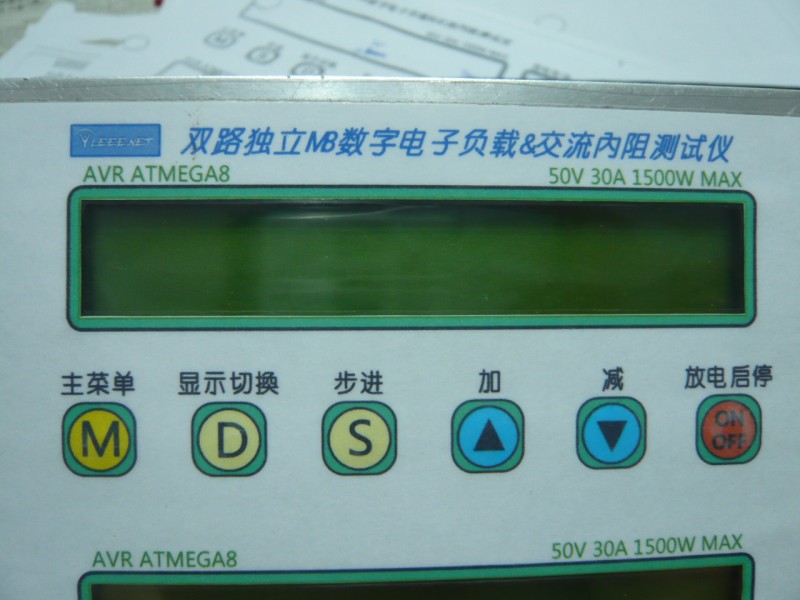 YLEEE.NET 双路独立M8数字电子负载&交流内阻测试仪
AVR ATMEGA8 50V 30A 1500W MAX
主菜单 显示切换 步进 加 减 放电启停
M D S ON OFF
AVR ATMEGA8 50V 30A 1500W MAX